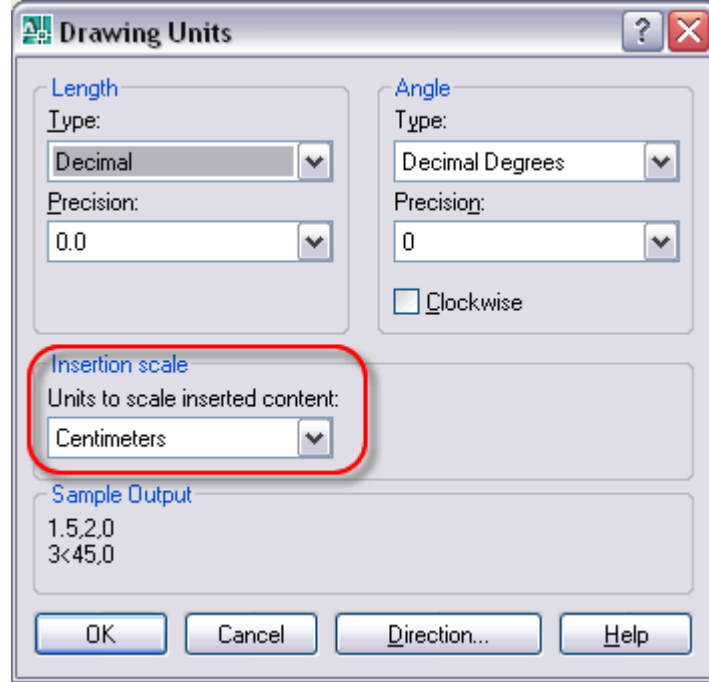 Drawing Units
Length
Type:
Decimal
Precision:
0.0
Angle
Type:
Decimal Degrees
Precision:
0
Clockwise
Insertion scale
Units to scale inserted content:
Centimeters
Sample Output
1.5,2,0
3<45,0
OK Cancel Direction... Help